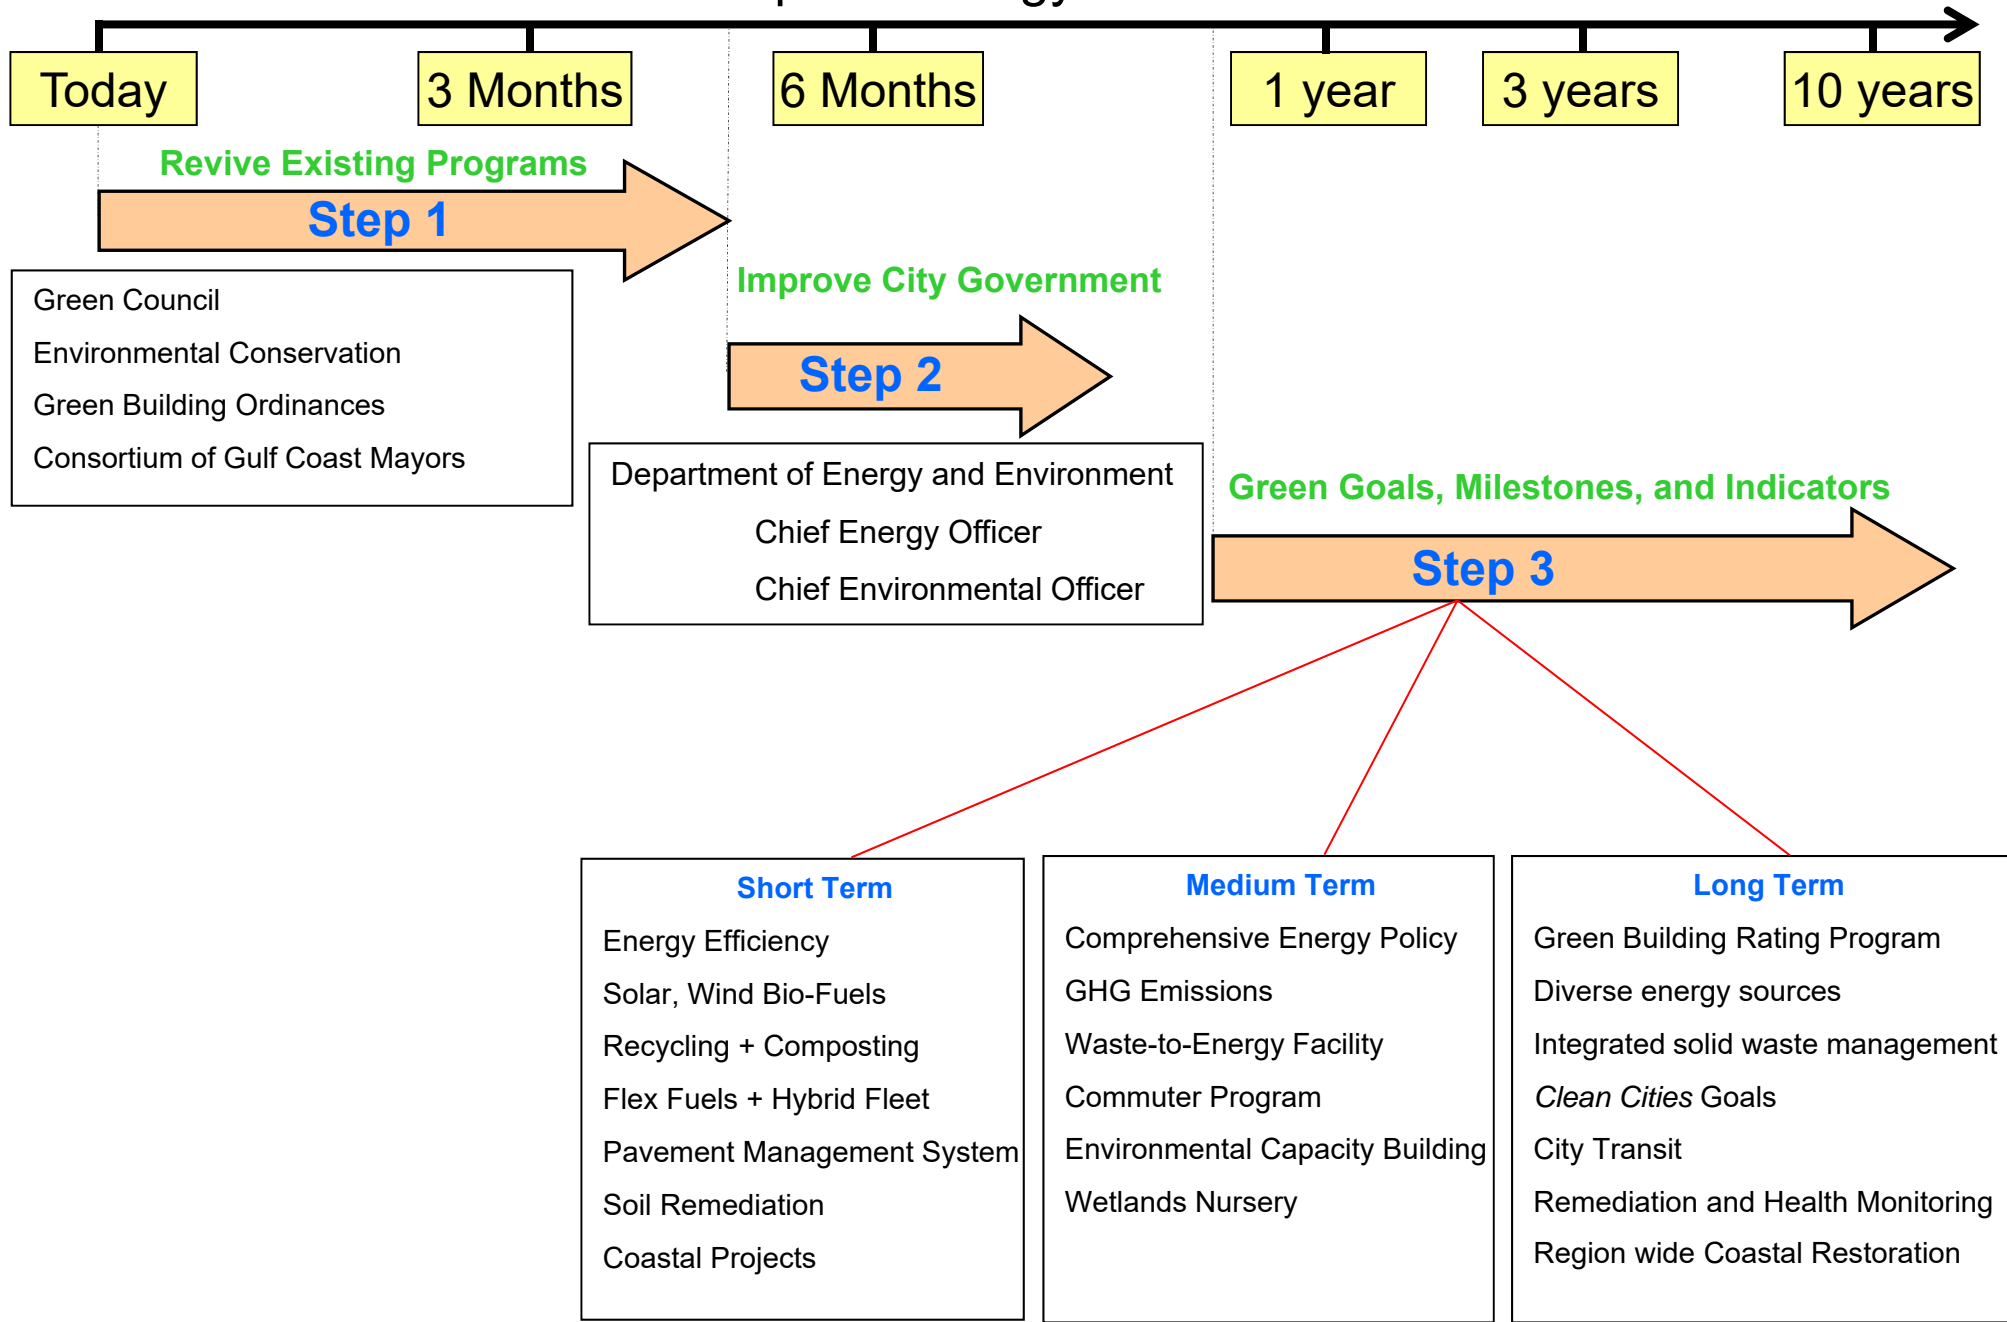 Today
3 Months
6 Months
1 year
3 years
10 years
Revive Existing Programs
Step 1
Green Council
Environmental Conservation
Green Building Ordinances
Consortium of Gulf Coast Mayors
Improve City Government
Step 2
Department of Energy and Environment
Chief Energy Officer
Chief Environmental Officer
Green Goals, Milestones, and Indicators
Step 3
Short Term
Energy Efficiency
Solar, Wind Bio-Fuels
Recycling + Composting
Flex Fuels + Hybrid Fleet
Pavement Management System
Soil Remediation
Coastal Projects
Medium Term
Comprehensive Energy Policy
GHG Emissions
Waste-to-Energy Facility
Commuter Program
Environmental Capacity Building
Wetlands Nursery
Long Term
Green Building Rating Program
Diverse energy sources
Integrated solid waste management
Clean Cities Goals
City Transit
Remediation and Health Monitoring
Region wide Coastal Restoration